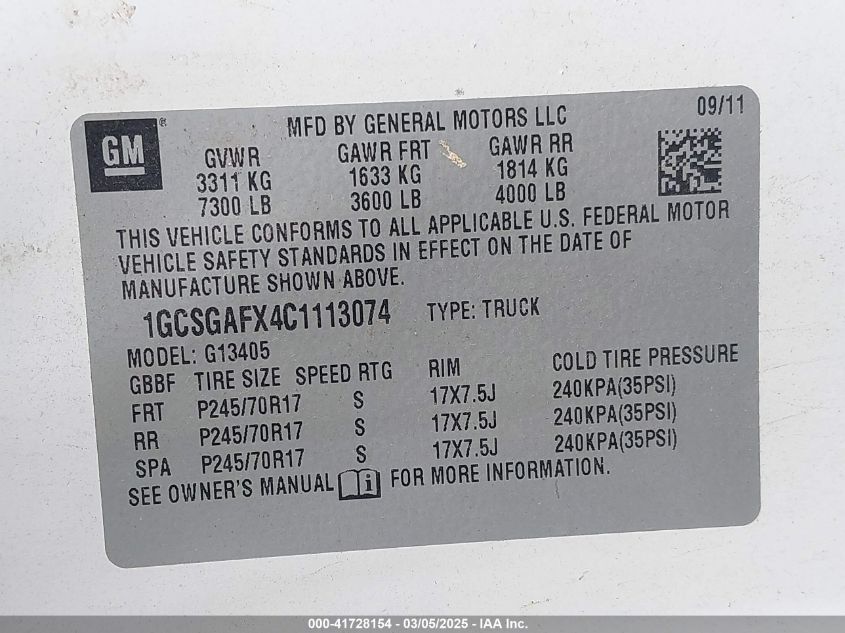 GM ®
MFD BY GENERAL MOTORS LLC 09/11
GVWR GAWR FRT GAWR RR
3311 KG 1633 KG 1814 KG
7300 LB 3600 LB 4000 LB
THIS VEHICLE CONFORMS TO ALL APPLICABLE U.S. FEDERAL MOTOR
VEHICLE SAFETY STANDARDS IN EFFECT ON THE DATE OF
MANUFACTURE SHOWN ABOVE.
1GCSGAFX4C1113074 TYPE: TRUCK
MODEL: G13405
GBBF TIRE SIZE SPEED RTG RIM COLD TIRE PRESSURE
FRT P245/70R17 S 17X7.5J 240KPA(35PSI)
RR P245/70R17 S 17X7.5J 240KPA(35PSI)
SPA P245/70R17 S 17X7.5J 240KPA(35PSI)
SEE OWNER'S MANUAL i FOR MORE INFORMATION.
000-41728154 - 03/05/2025 - IAA Inc.